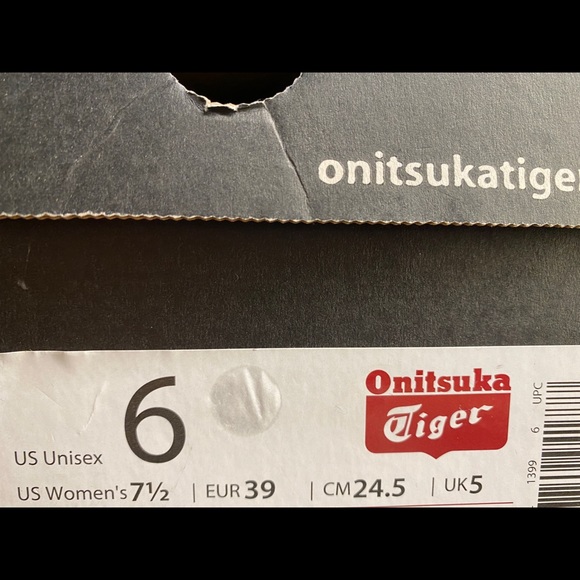 onitsukatiger
Onitsuka
Tiger
US Unisex 6
US Women's 7½ | EUR 39 | CM 24.5 | UK 5
1399 6 UPC